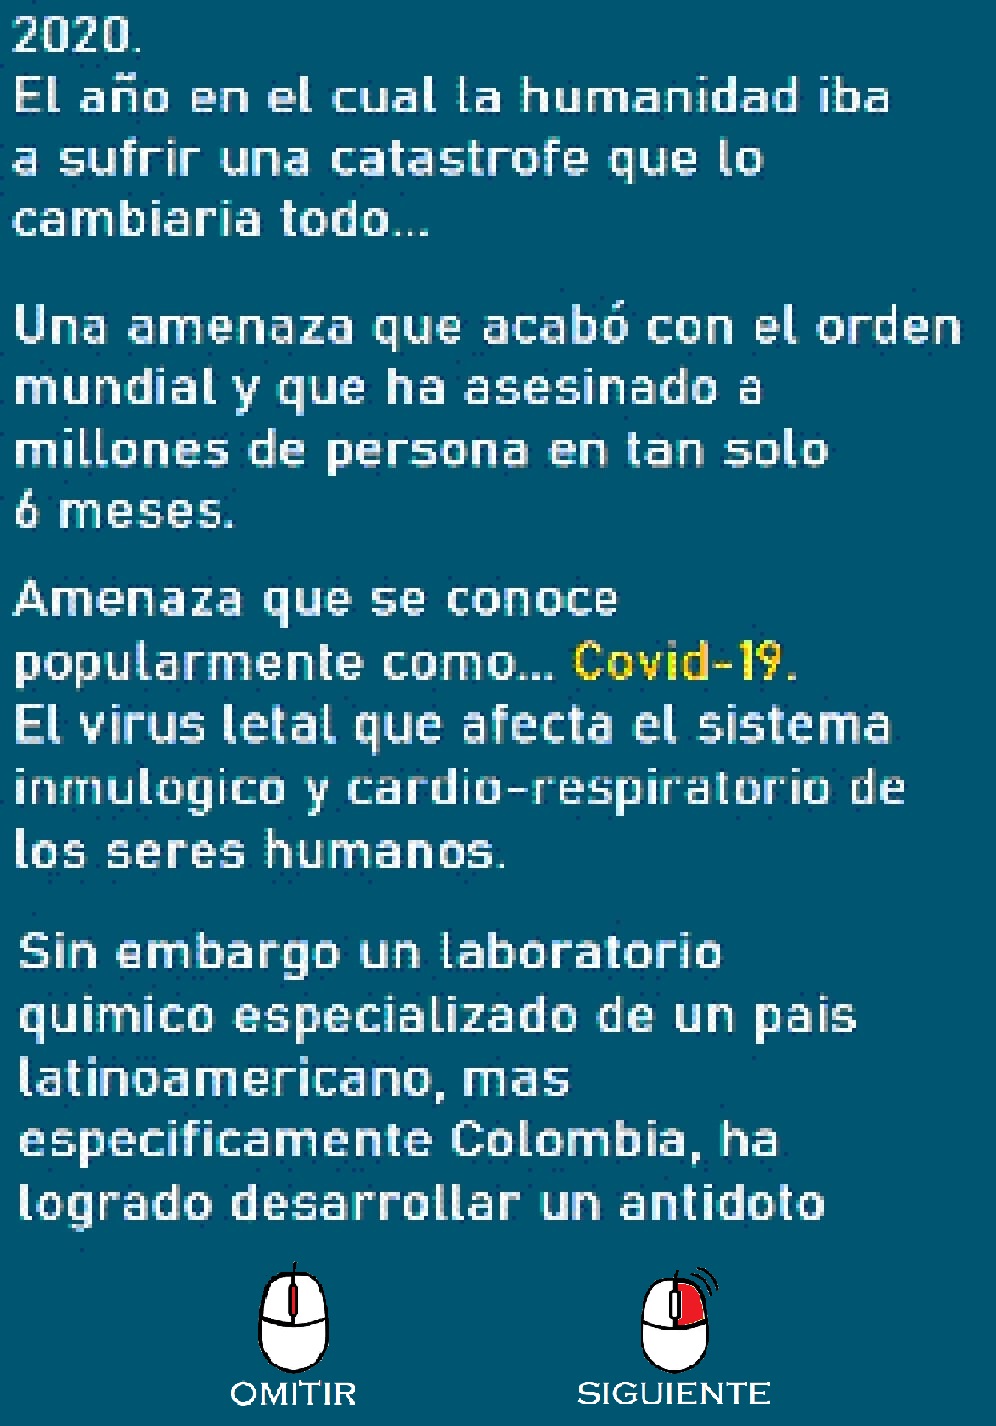 2020.
El año en el cual la humanidad iba
a sufrir una catastrofe que lo
cambiaria todo...
Una amenaza que acabó con el orden
mundial y que ha asesinado a
millones de persona en tan solo
6 meses.
Amenaza que se conoce
popularmente como... Covid-19.
El virus letal que afecta el sistema
inmulogico y cardio-respiratorio de
los seres humanos.
Sin embargo un laboratorio
quimico especializado de un pais
latinoamericano, mas
especificamente Colombia, ha
logrado desarrollar un antidoto
OMITIR
SIGUIENTE